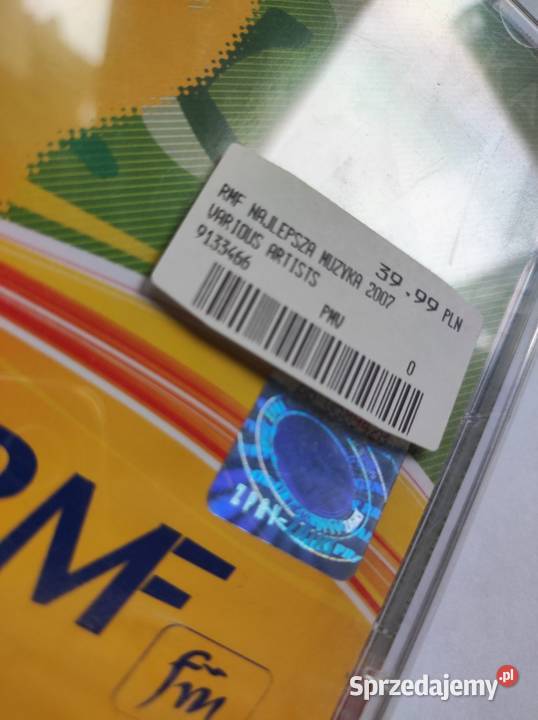 39.99 PLN
RMF NAJLEPSZA MUZYKA 2007
VARIOUS ARTISTS
9133466
PMV
0
RMF
fm
Sprzedajemy.pl